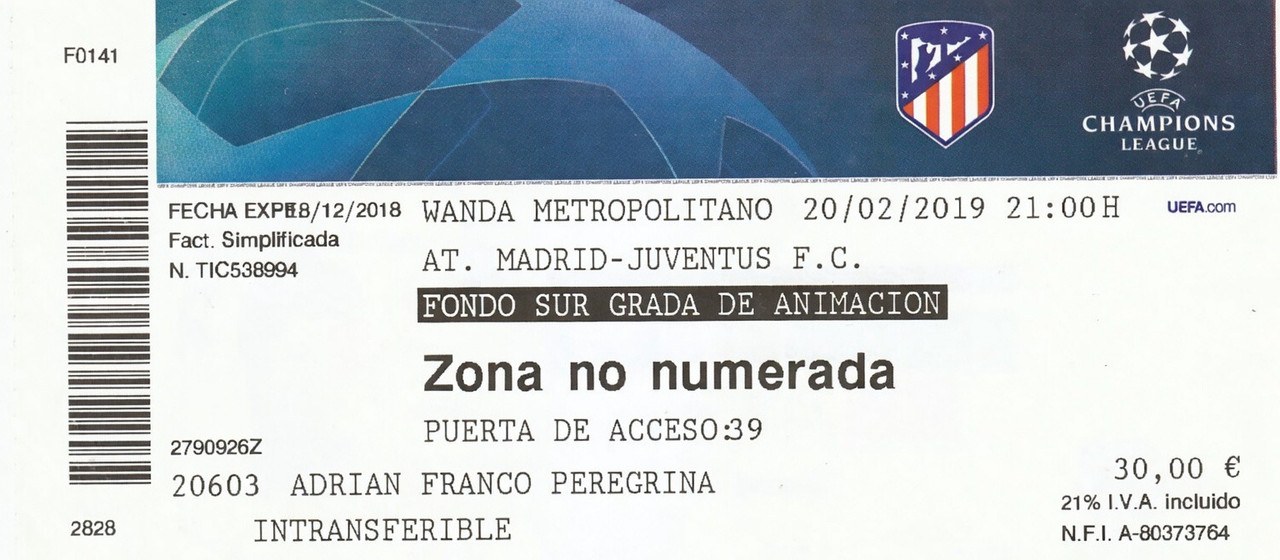 F0141
UEFA
CHAMPIONS
LEAGUE
FECHA EXPE18/12/2018
WANDA METROPOLITANO 20/02/2019 21:00H
UEFA.com
Fact. Simplificada
N. TIC538994
AT. MADRID-JUVENTUS F.C.
FONDO SUR GRADA DE ANIMACION
Zona no numerada
PUERTA DE ACCESO:39
2790926Z
20603 ADRIAN FRANCO PEREGRINA
INTRANSFERIBLE
2828
30,00 €
21% I.V.A. incluido
N.F.I. A-80373764